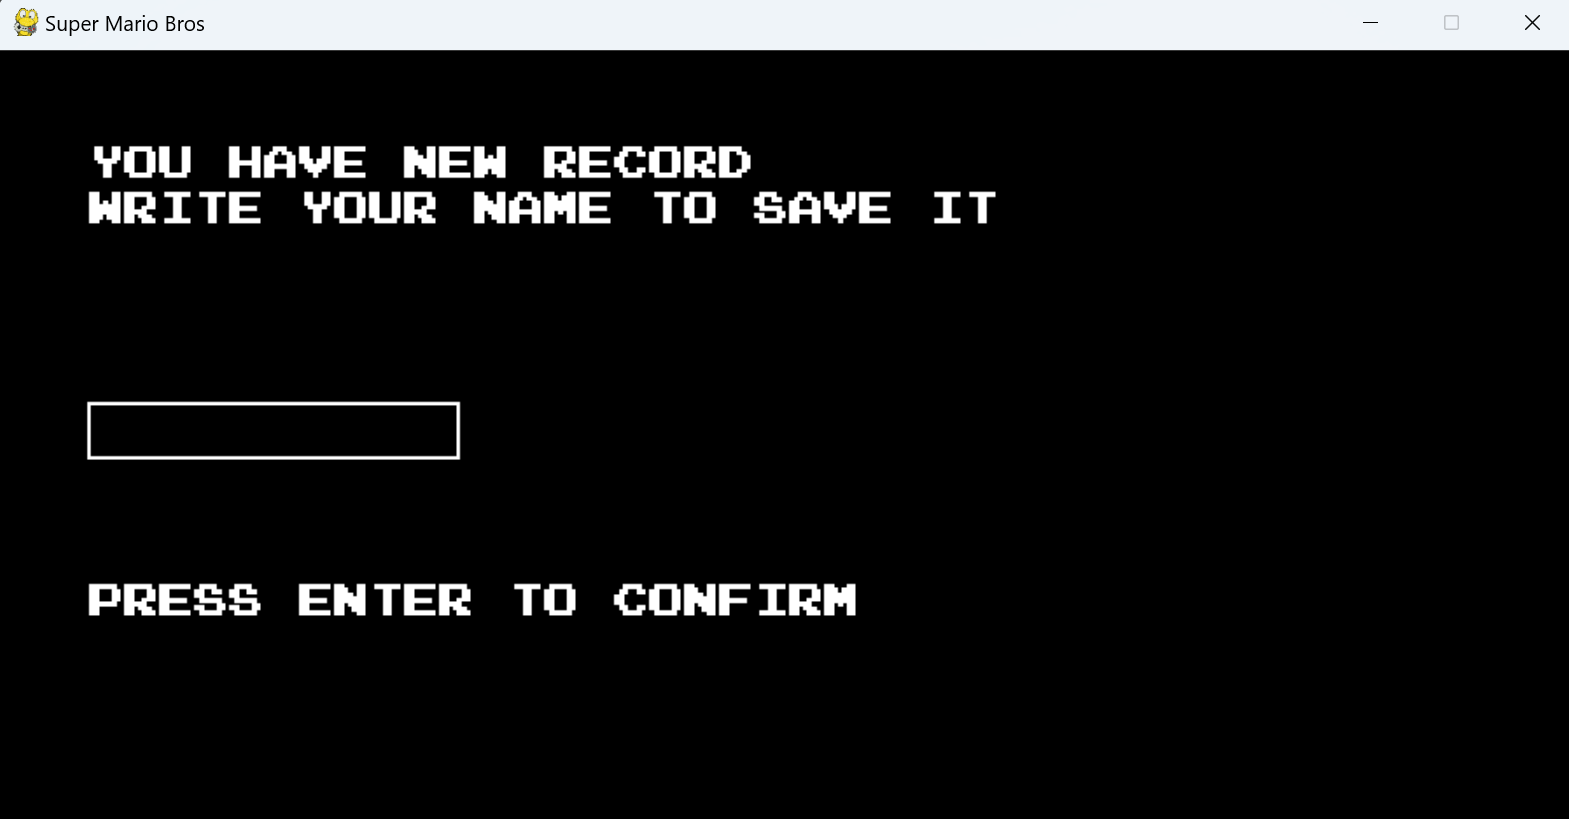 Super Mario Bros
YOU HAVE NEW RECORD
WRITE YOUR NAME TO SAVE IT
PRESS ENTER TO CONFIRM